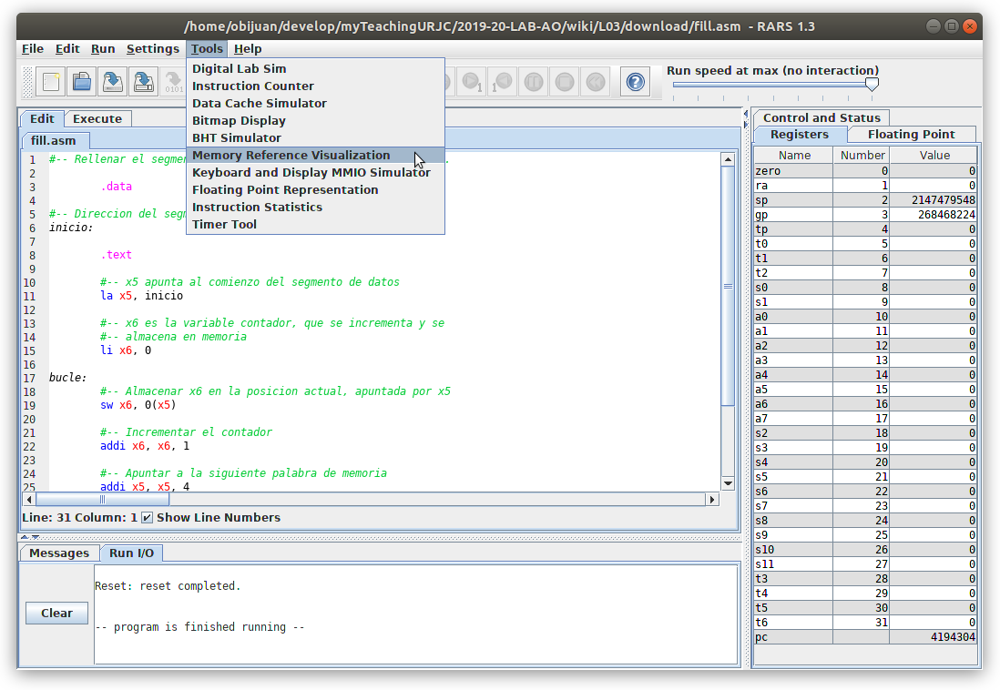 /home/obijuan/develop/myTeachingURJC/2019-20-LAB-AO/wiki/L03/download/fill.asm - RARS 1.3
File Edit Run Settings Tools Help
Digital Lab Sim
Instruction Counter
Data Cache Simulator
Bitmap Display
BHT Simulator
Memory Reference Visualization
Keyboard and Display MMIO Simulator
Floating Point Representation
Instruction Statistics
Timer Tool
Run speed at max (no interaction)
Edit Execute
fill.asm
1 #-- Rellenar el
2
3 .data
4
5 #-- Direccion del
6 inicio:
7
8 .text
9
10 #-- x5 apunta al comienzo del segmento de datos
11 la x5, inicio
12
13 #-- x6 es la variable contador, que se incrementa y se
14 #-- almacena en memoria
15 li x6, 0
16
17 bucle:
18 #-- Almacenar x6 en la posicion actual, apuntada por x5
19 sw x6, 0(x5)
20
21 #-- Incrementar el contador
22 addi x6, x6, 1
23
24 #-- Apuntar a la siguiente palabra de memoria
25 addi x5, x5, 4
Line: 31 Column: 1 Show Line Numbers
Messages Run I/O
Clear
Reset: reset completed.
-- program is finished running --
Control and Status
Registers Floating Point
Name Number Value
zero 0 0
ra 1 0
sp 2 2147479548
gp 3 268468224
tp 4 0
t0 5 0
t1 6 0
t2 7 0
s0 8 0
s1 9 0
a0 10 0
a1 11 0
a2 12 0
a3 13 0
a4 14 0
a5 15 0
a6 16 0
a7 17 0
s2 18 0
s3 19 0
s4 20 0
s5 21 0
s6 22 0
s7 23 0
s8 24 0
s9 25 0
s10 26 0
s11 27 0
t3 28 0
t4 29 0
t5 30 0
t6 31 0
pc 4194304